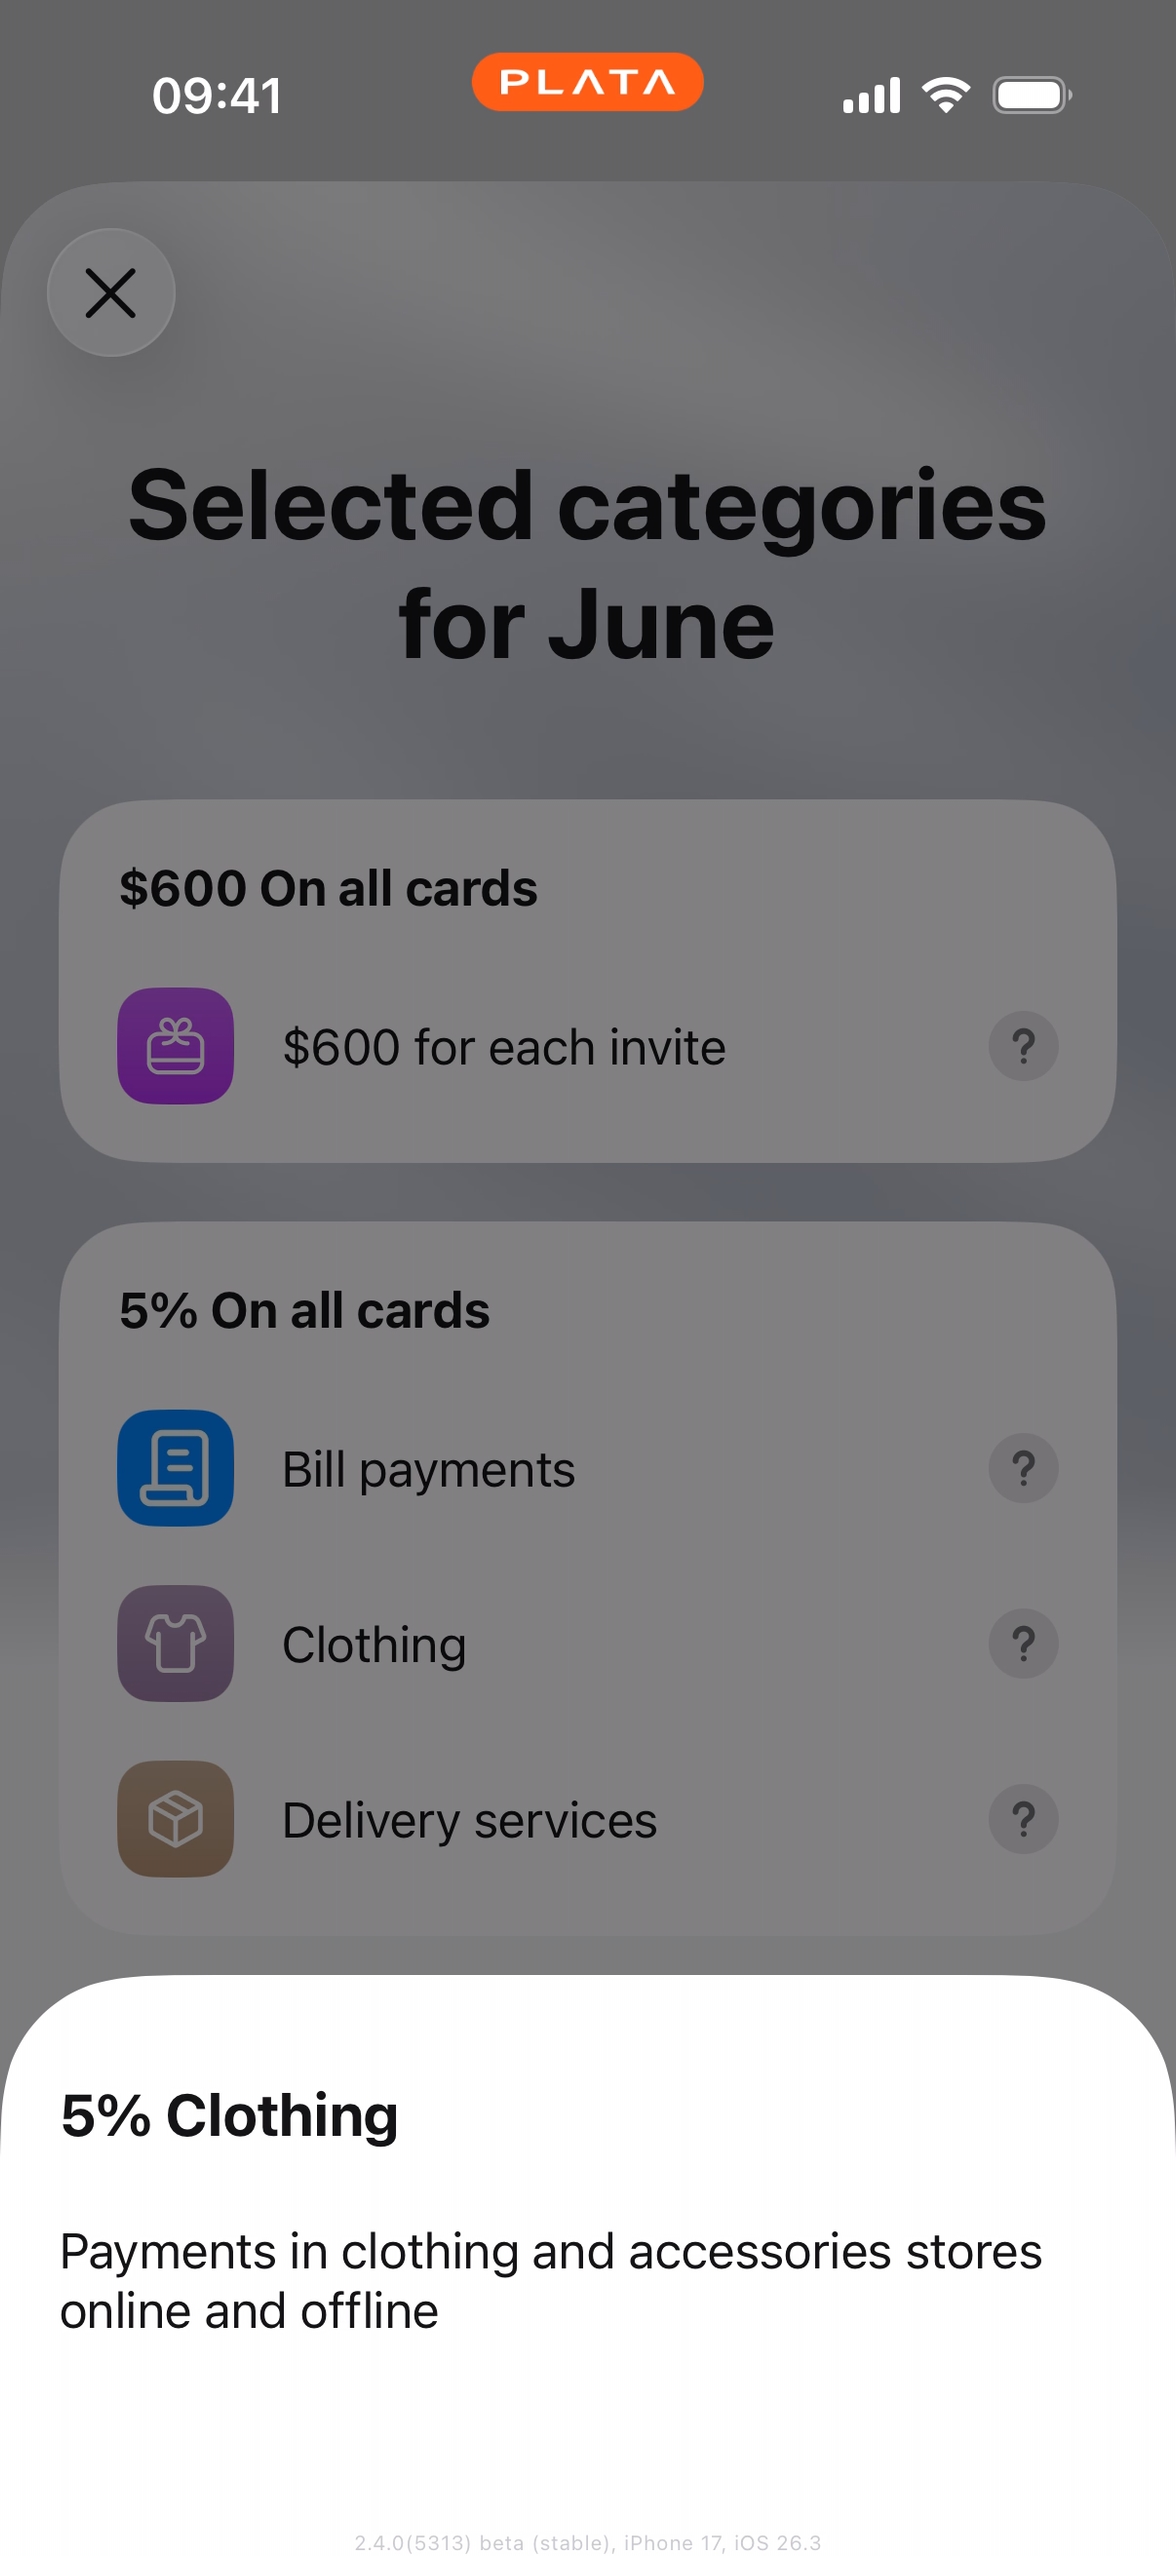 09:41
PLATA
Selected categories
for June
$600 On all cards
$600 for each invite
?
5% On all cards
Bill payments
?
Clothing
?
Delivery services
?
5% Clothing
Payments in clothing and accessories stores
online and offline
2.4.0(5313) beta (stable), iPhone 17, iOS 26.3